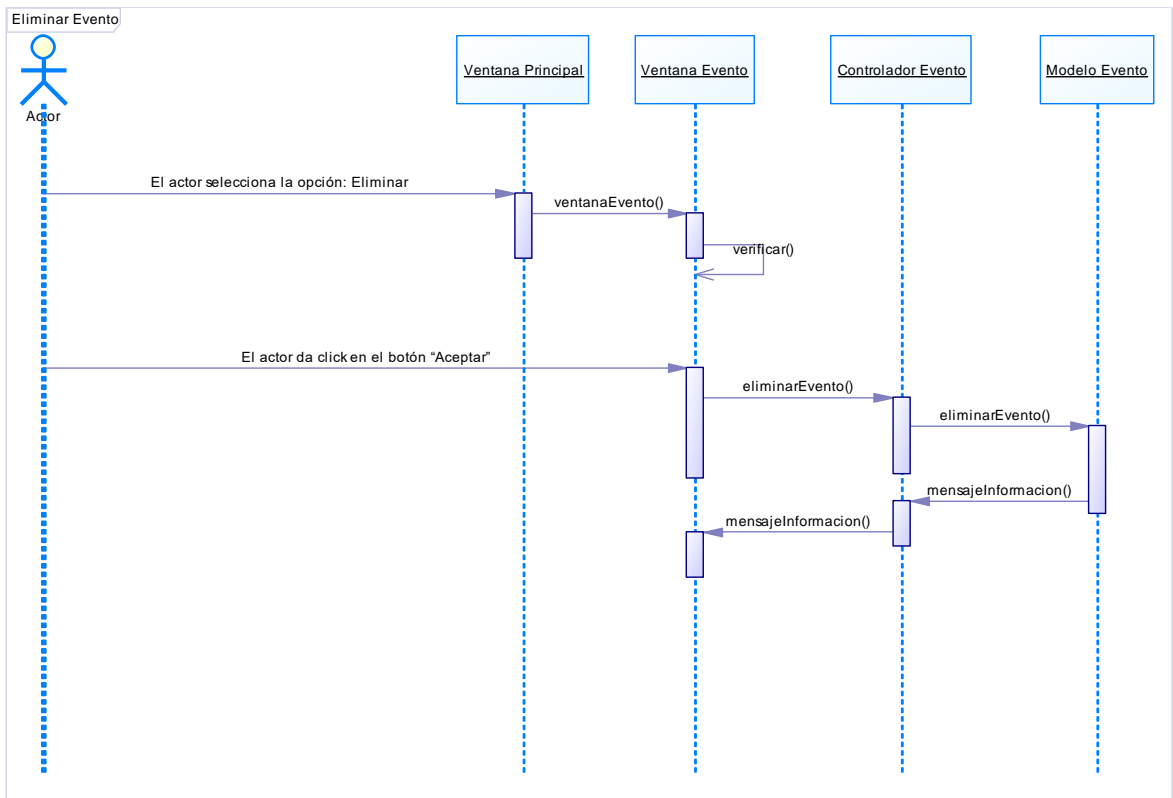 Eliminar Evento
Actor
Ventana Principal
Ventana Evento
Controlador Evento
Modelo Evento
El actor selecciona la opción: Eliminar
ventanaEvento()
verificar()
El actor da click en el botón “Aceptar”
eliminarEvento()
eliminarEvento()
mensajeInformacion()
mensajeInformacion()